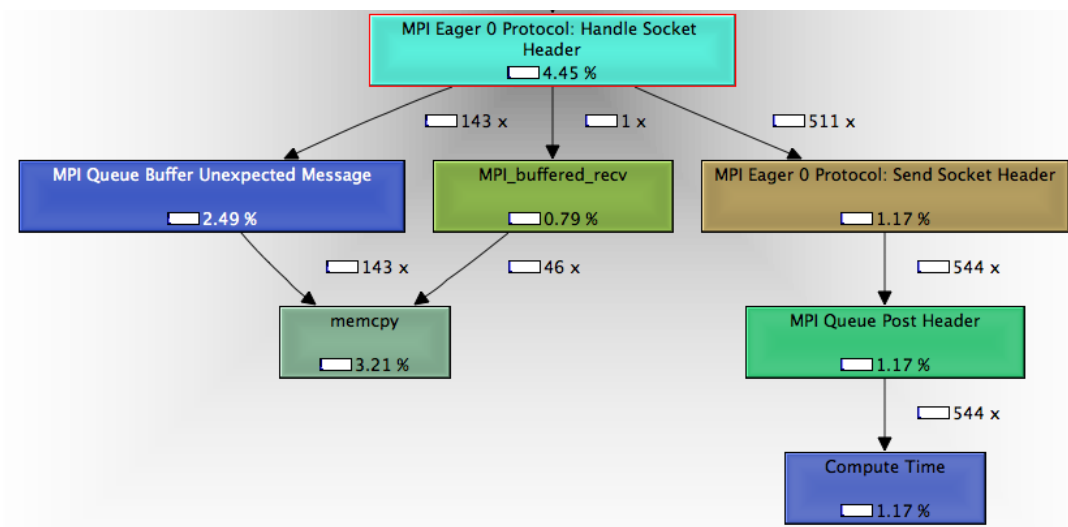 MPI Eager 0 Protocol: Handle Socket
Header
4.45 %
143 x
1 x
511 x
MPI Queue Buffer Unexpected Message
2.49 %
MPI_buffered_recv
0.79 %
MPI Eager 0 Protocol: Send Socket Header
1.17 %
143 x
46 x
544 x
memcpy
3.21 %
MPI Queue Post Header
1.17 %
544 x
Compute Time
1.17 %